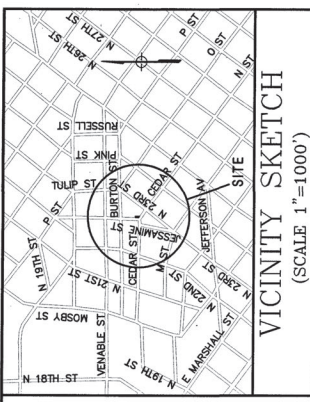 N 27TH ST
N 26TH ST
P ST
O ST
N ST
RUSSELL ST
PINK ST
TULIP ST
BURTON ST
CEDAR ST
N 23RD ST
P ST
N 19TH ST
JESSAMINE ST
SITE
JEFFERSON AV
CEDAR ST
M ST
N 21ST ST
N 22ND ST
N 23RD ST
MOSBY ST
VENABLE ST
N 19TH ST
E MARSHALL ST
N 18TH ST
VICINITY SKETCH
(SCALE 1"=1000')